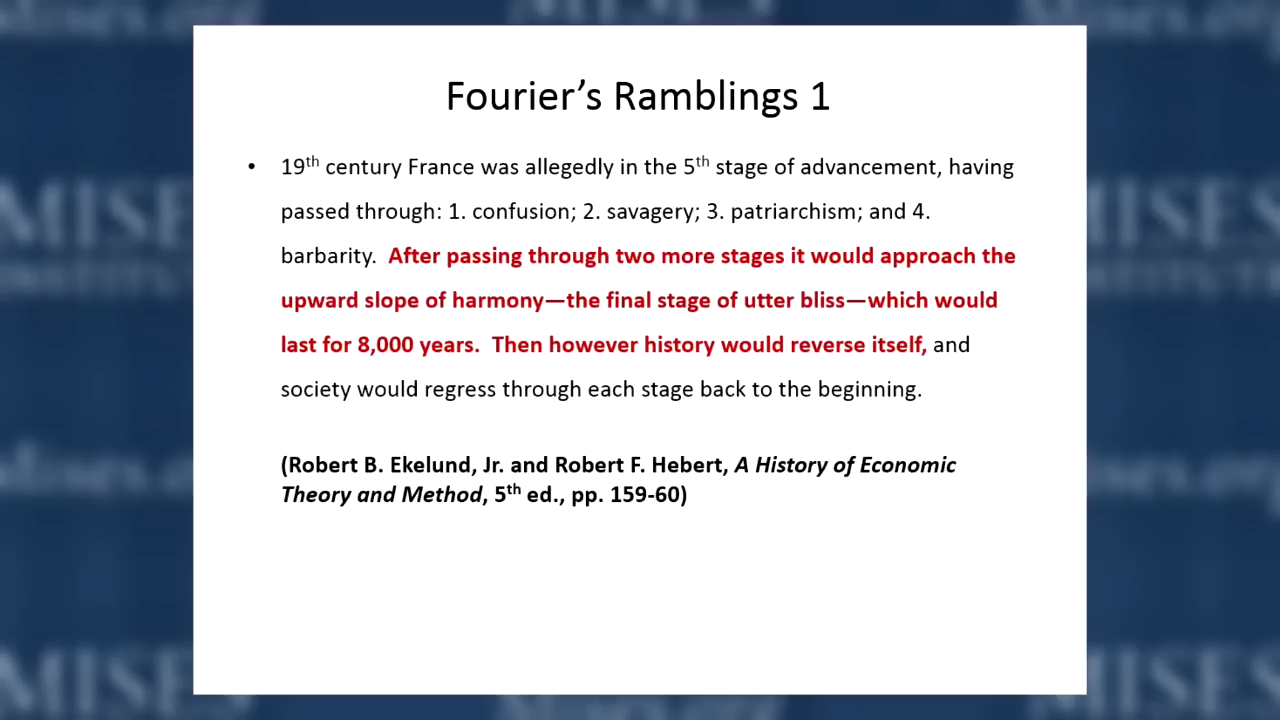 Fourier's Ramblings 1
• 19th century France was allegedly in the 5th stage of advancement, having
passed through: 1. confusion; 2. savagery; 3. patriarchism; and 4.
barbarity. After passing through two more stages it would approach the
upward slope of harmony—the final stage of utter bliss—which would
last for 8,000 years. Then however history would reverse itself, and
society would regress through each stage back to the beginning.
(Robert B. Ekelund, Jr. and Robert F. Hebert, A History of Economic
Theory and Method, 5th ed., pp. 159-60)
MISES
MISES
MISES
MISES